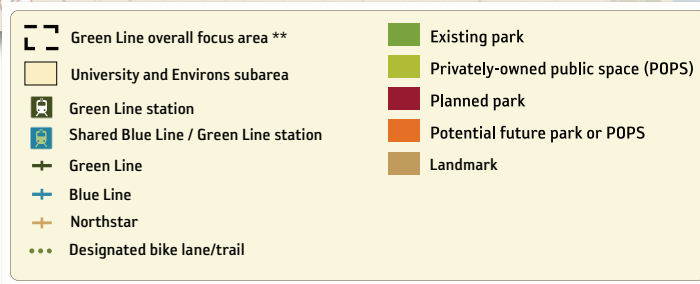 Green Line overall focus area **
University and Environs subarea
Green Line station
Shared Blue Line / Green Line station
Green Line
Blue Line
Northstar
Designated bike lane/trail
Existing park
Privately-owned public space (POPS)
Planned park
Potential future park or POPS
Landmark